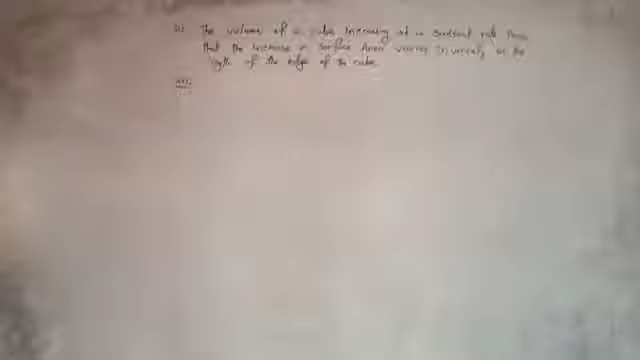 The volume of a cube increasing at a constant rate Prove
that the increase in Surface Area varies Inversely as the
length of the edge of the cube